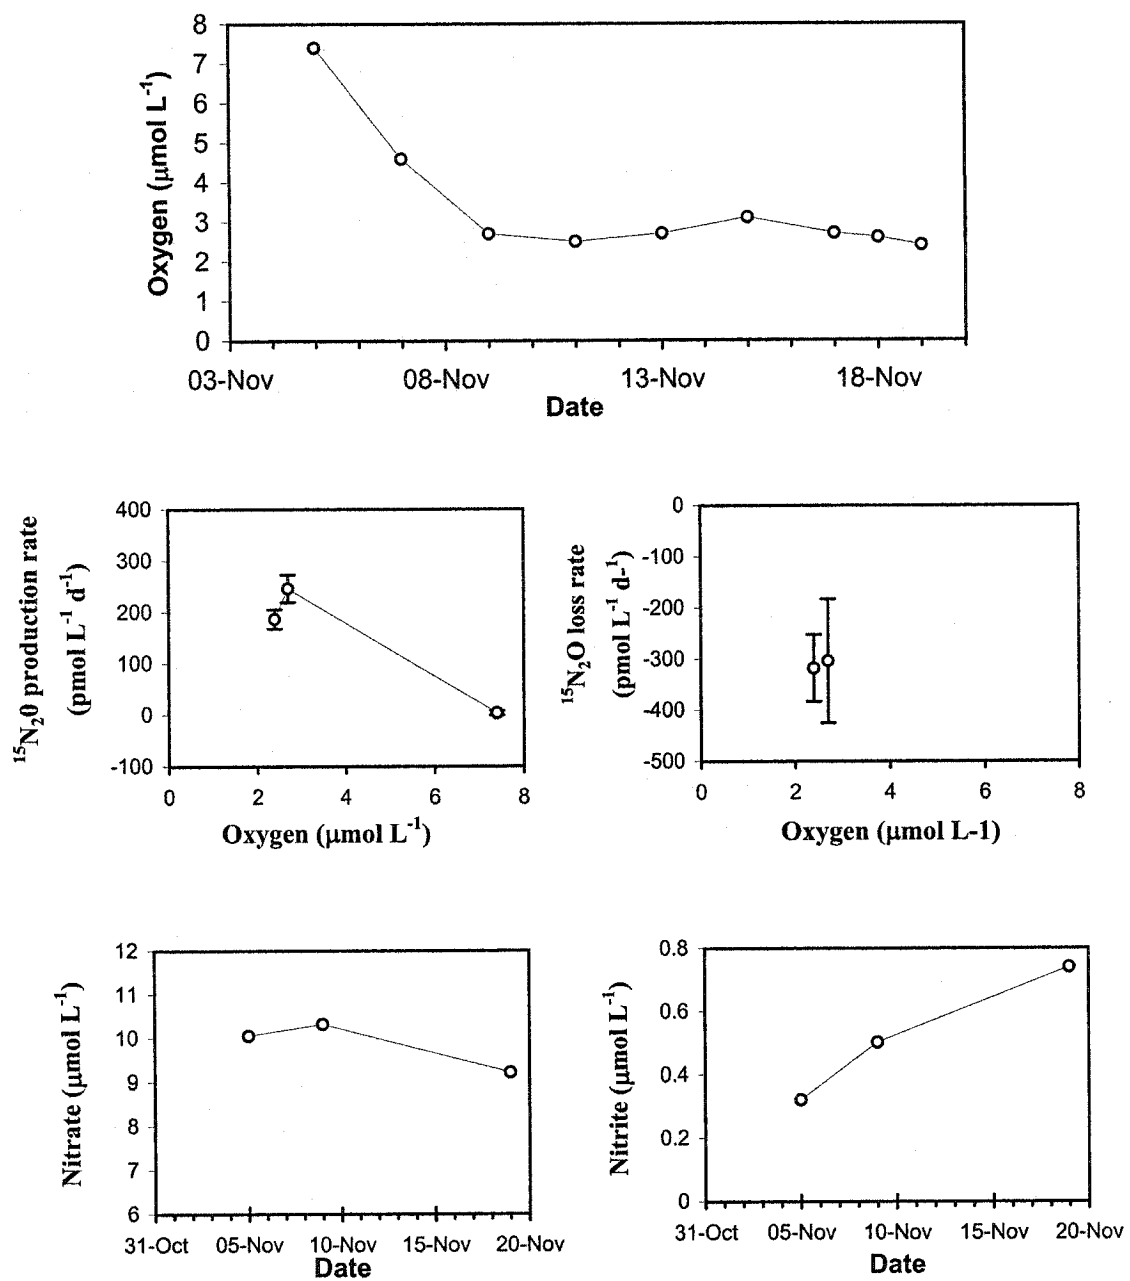 8
7
6
5
4
3
2
1
0
Oxygen (μmol L-1)
03-Nov 08-Nov 13-Nov 18-Nov
Date
400
300
200
100
0
-100
15N20 production rate
(pmol L-1 d-1)
0 2 4 6 8
Oxygen (μmol L-1)
0
-100
-200
-300
-400
-500
15N2O loss rate
(pmol L-1 d-1)
0 2 4 6 8
Oxygen (μmol L-1)
12
11
10
9
8
7
6
Nitrate (μmol L-1)
31-Oct 05-Nov 10-Nov 15-Nov 20-Nov
Date
0.8
0.6
0.4
0.2
0
Nitrite (μmol L-1)
31-Oct 05-Nov 10-Nov 15-Nov 20-Nov
Date